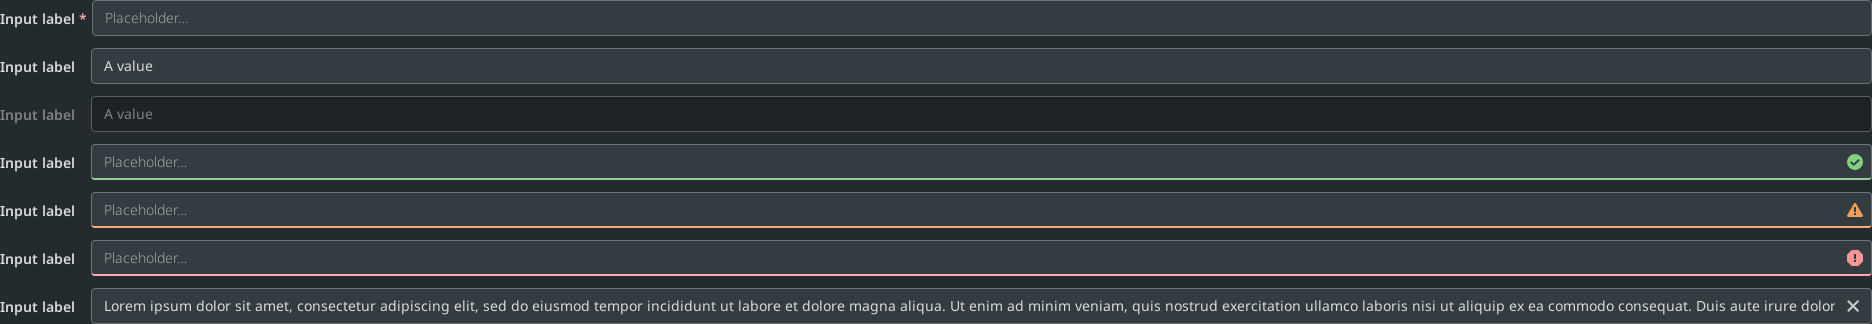 Input label * Placeholder...
Input label A value
Input label A value
Input label Placeholder...
Input label Placeholder...
Input label Placeholder...
Input label Lorem ipsum dolor sit amet, consectetur adipiscing elit, sed do eiusmod tempor incididunt ut labore et dolore magna aliqua. Ut enim ad minim veniam, quis nostrud exercitation ullamco laboris nisi ut aliquip ex ea commodo consequat. Duis aute irure dolor